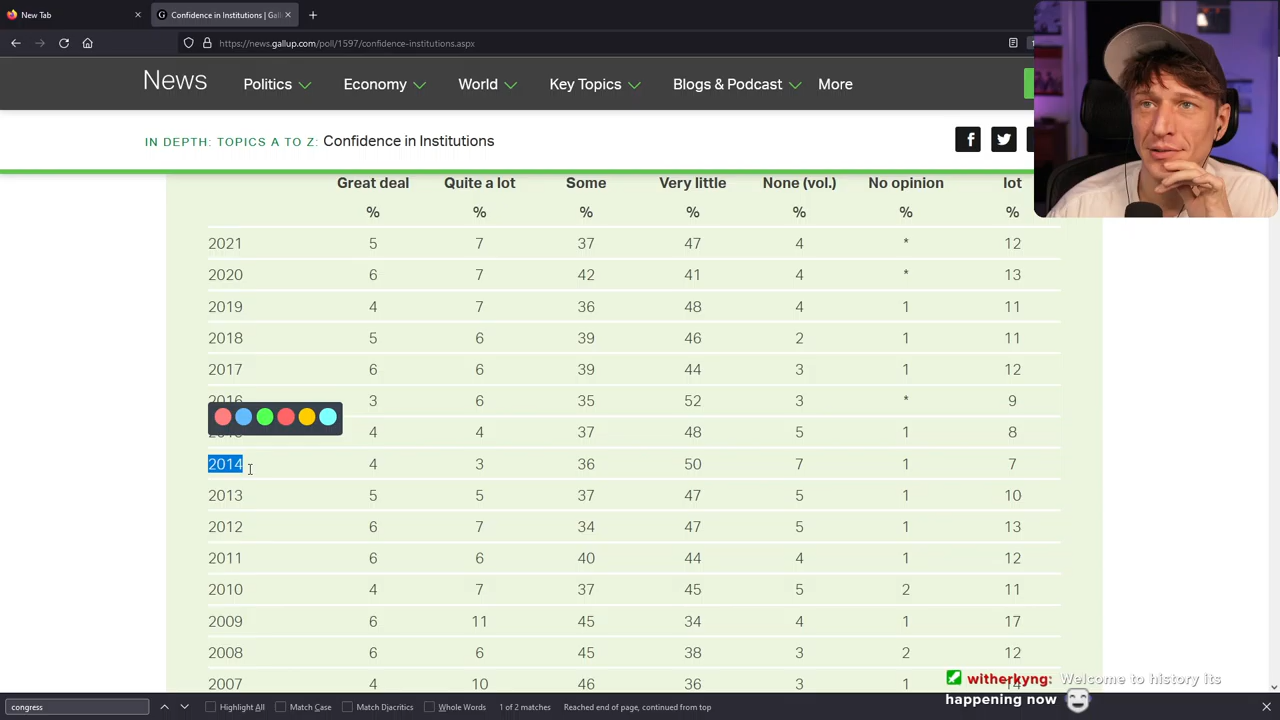 New Tab
Confidence in Institutions | Gal
https://news.gallup.com/poll/1597/confidence-institutions.aspx
News Politics Economy World Key Topics Blogs & Podcast More
IN DEPTH: TOPICS A TO Z: Confidence in Institutions
Great deal Quite a lot Some Very little None (vol.) No opinion lot
% % % % % % %
2021 5 7 37 47 4 * 12
2020 6 7 42 41 4 * 13
2019 4 7 36 48 4 1 11
2018 5 6 39 46 2 1 11
2017 6 6 39 44 3 1 12
2016 3 6 35 52 3 * 9
4 4 37 48 5 1 8
2014 4 3 36 50 7 1 7
2013 5 5 37 47 5 1 10
2012 6 7 34 47 5 1 13
2011 6 6 40 44 4 1 12
2010 4 7 37 45 5 2 11
2009 6 11 45 34 4 1 17
2008 6 6 45 38 3 2 12
2007 4 10 46 36 3 1 14
witherkyng: Welcome to history its
happening now
congress Highlight All Match Case Match Diacritics Whole Words 1 of 2 matches Reached end of page, continued from top